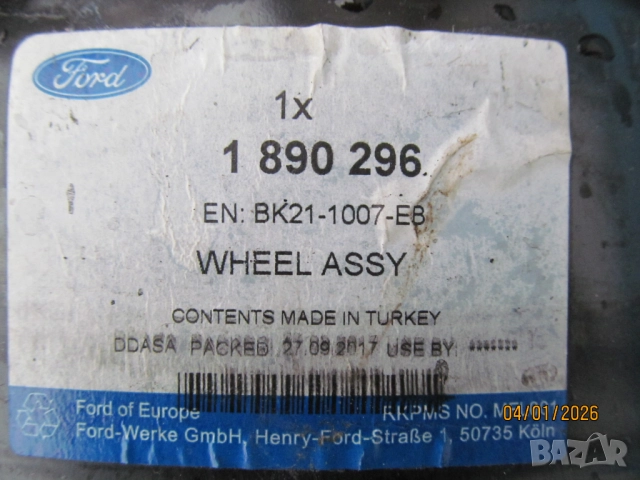 Ford
1x
1 890 296
EN: BK21-1007-EB
WHEEL ASSY
CONTENTS MADE IN TURKEY
DDASA PACKED 27.09.2017 USE BY:
Ford of Europe RKPMS NO.
Ford-Werke GmbH, Henry-Ford-Straße 1, 50735 Köln
04/01/2026
BAZAR